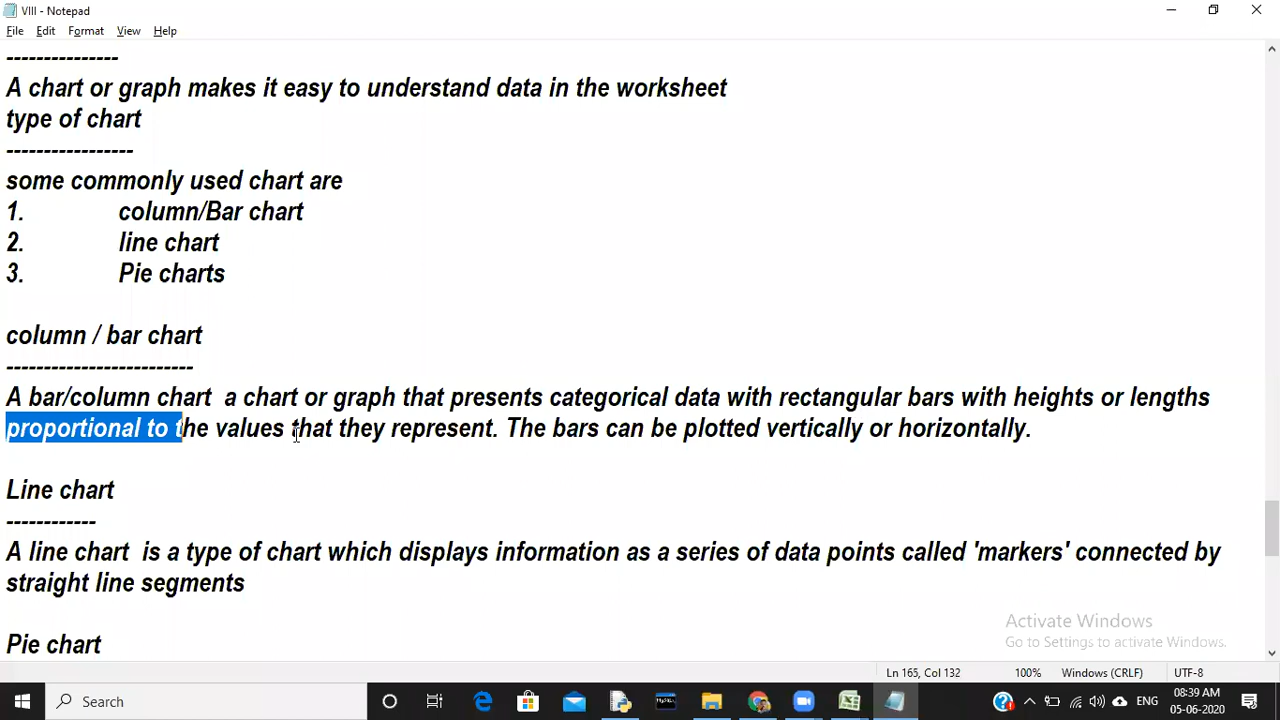 VIII - Notepad
File Edit Format View Help
---------------
A chart or graph makes it easy to understand data in the worksheet
type of chart
-----------------
some commonly used chart are
1. column/Bar chart
2. line chart
3. Pie charts
column / bar chart
-------------------------
A bar/column chart  a chart or graph that presents categorical data with rectangular bars with heights or lengths
proportional to the values that they represent. The bars can be plotted vertically or horizontally.
Line chart
------------
A line chart  is a type of chart which displays information as a series of data points called 'markers' connected by
straight line segments
Activate Windows
Go to Settings to activate Windows.
Pie chart
Ln 165, Col 132 100% Windows (CRLF) UTF-8
Search
ENG
08:39 AM
05-06-2020